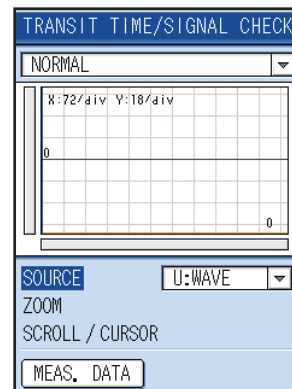 TRANSIT TIME/SIGNAL CHECK
NORMAL
X:72/div Y:18/div
0
0
SOURCE U:WAVE
ZOOM
SCROLL / CURSOR
MEAS. DATA